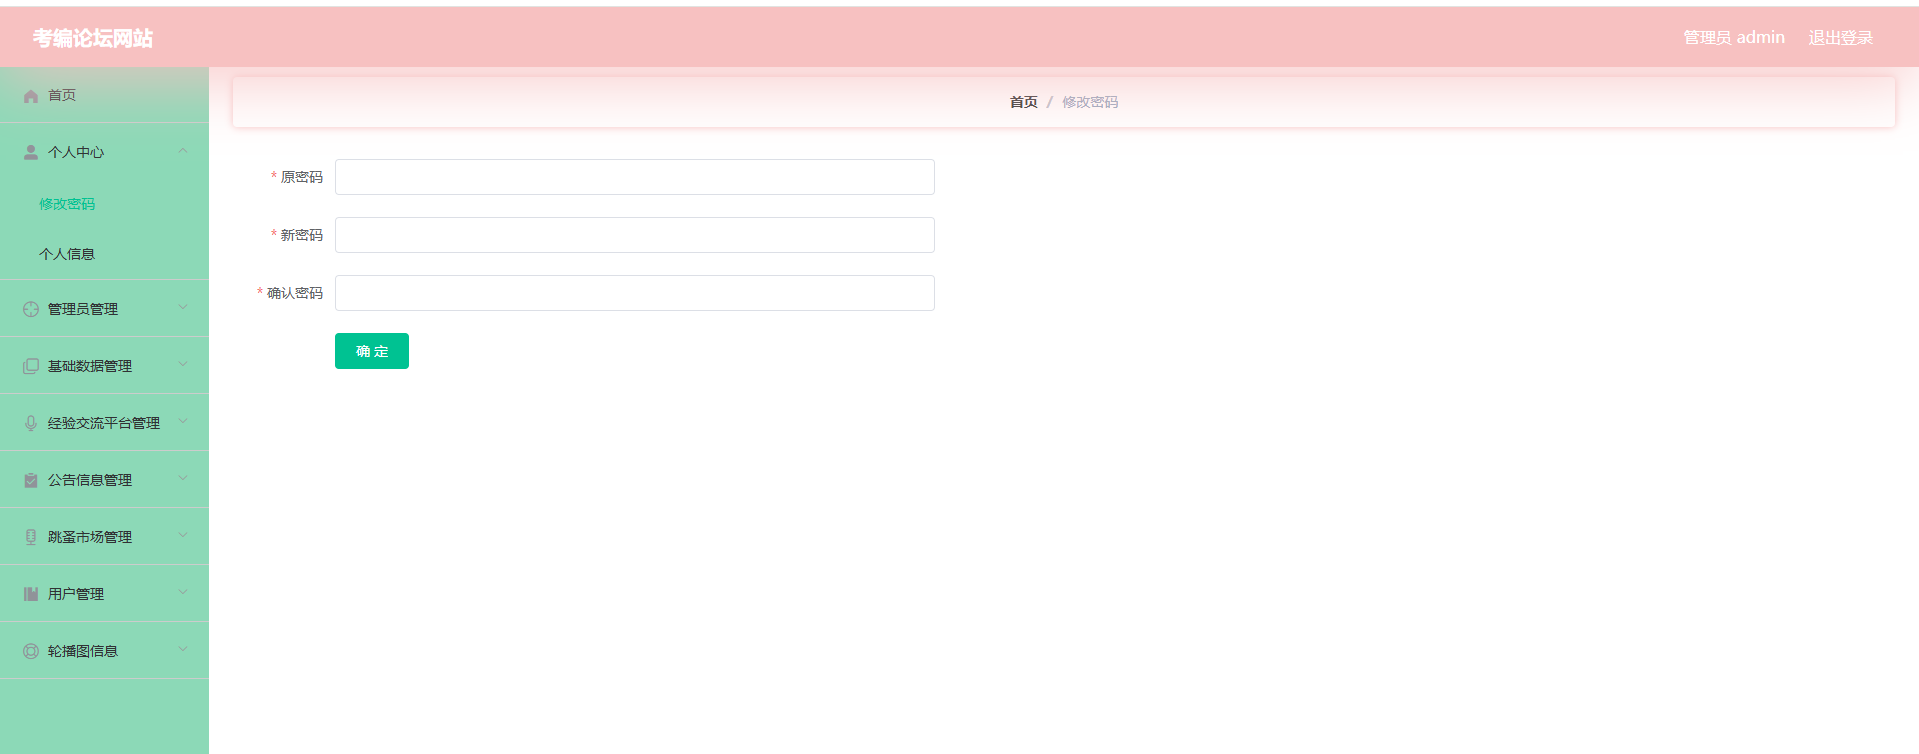 考编论坛网站
管理员 admin
退出登录
首页
个人中心
修改密码
个人信息
管理员管理
基础数据管理
经验交流平台管理
公告信息管理
跳蚤市场管理
用户管理
轮播图信息
首页 / 修改密码
* 原密码
* 新密码
* 确认密码
确 定